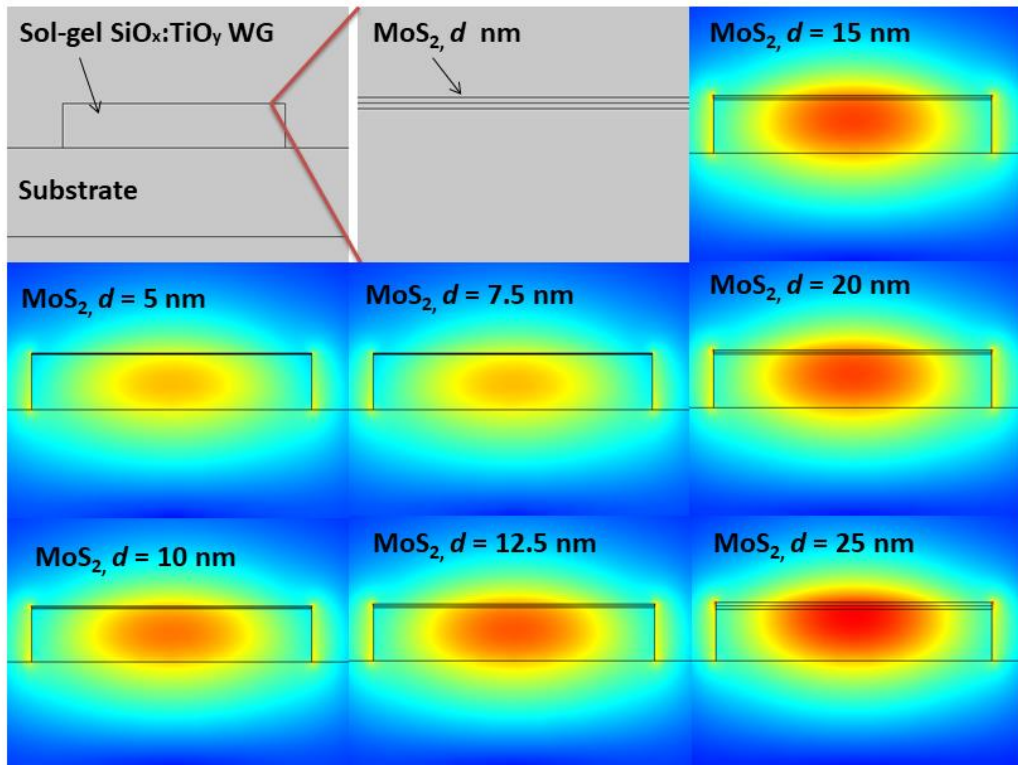 Sol-gel SiOₓ:TiOᵧ WG
Substrate
MoS₂, d nm
MoS₂, d = 15 nm
MoS₂, d = 5 nm
MoS₂, d = 7.5 nm
MoS₂, d = 20 nm
MoS₂, d = 10 nm
MoS₂, d = 12.5 nm
MoS₂, d = 25 nm